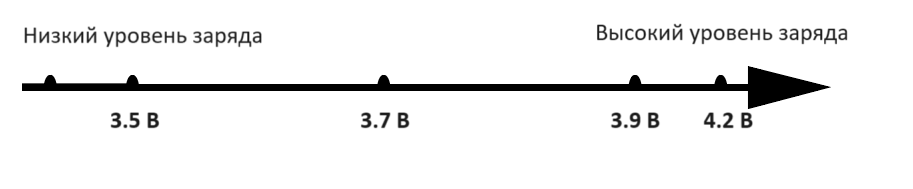 Низкий уровень заряда
Высокий уровень заряда
3.5 В
3.7 В
3.9 В
4.2 В